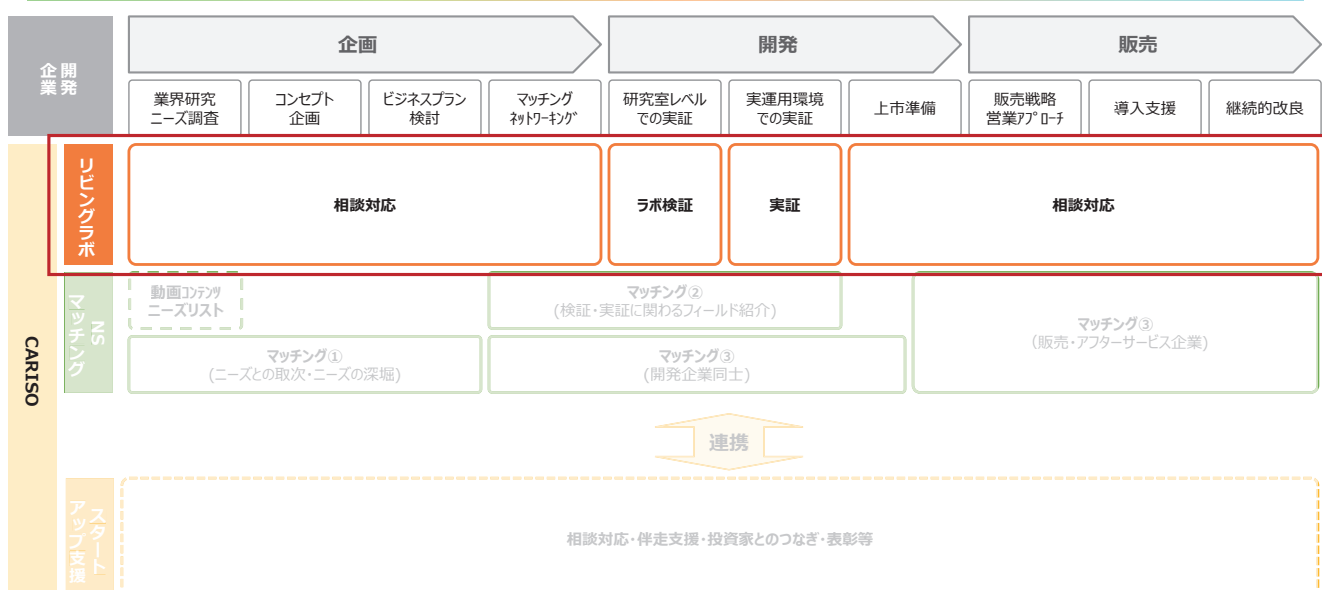 開発
企業
企画
開発
販売
業界研究
ニーズ調査
コンセプト
企画
ビジネスプラン
検討
マッチング
ﾈｯﾄﾜｰｷﾝｸﾞ
研究室レベル
での実証
実運用環境
での実証
上市準備
販売戦略
営業ｱﾌﾟﾛｰﾁ
導入支援
継続的改良
CARISO
リビングラボ
相談対応
ラボ検証
実証
相談対応
NS
マッチング
動画ｺﾝﾃﾝﾂ
ニーズリスト
マッチング②
(検証・実証に関わるフィールド紹介)
マッチング③
(販売・アフターサービス企業)
マッチング①
(ニーズとの取次・ニーズの深堀)
マッチング③
(開発企業同士)
連携
スタート
アップ支援
相談対応・伴走支援・投資家とのつなぎ・表彰等